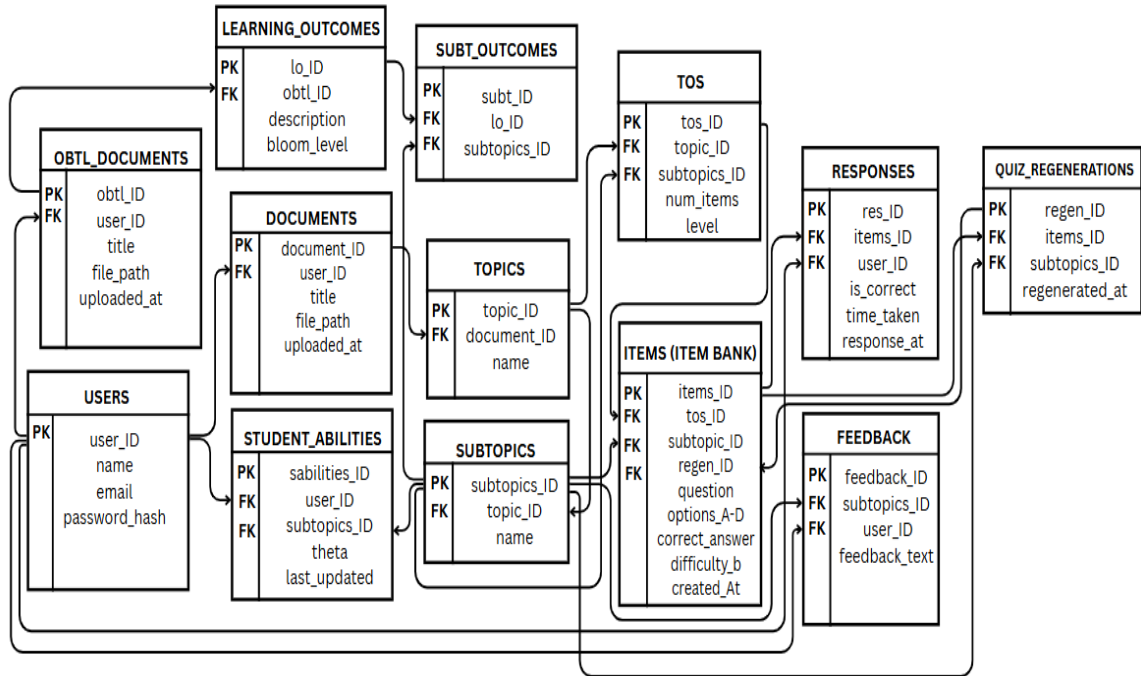 LEARNING_OUTCOMES
PK lo_ID
FK obtl_ID
description
bloom_level
SUBT_OUTCOMES
PK subt_ID
FK lo_ID
FK subtopics_ID
TOS
PK tos_ID
FK topic_ID
FK subtopics_ID
num_items
level
OBTL_DOCUMENTS
PK obtl_ID
FK user_ID
title
file_path
uploaded_at
DOCUMENTS
PK document_ID
FK user_ID
title
file_path
uploaded_at
TOPICS
PK topic_ID
FK document_ID
name
RESPONSES
PK res_ID
FK items_ID
FK user_ID
is_correct
time_taken
response_at
QUIZ_REGENERATIONS
PK regen_ID
FK items_ID
FK subtopics_ID
regenerated_at
USERS
PK user_ID
name
email
password_hash
STUDENT_ABILITIES
PK sabilities_ID
FK user_ID
FK subtopics_ID
theta
last_updated
SUBTOPICS
PK subtopics_ID
FK topic_ID
name
ITEMS (ITEM BANK)
PK items_ID
FK tos_ID
FK subtopic_ID
FK regen_ID
question
options_A-D
correct_answer
difficulty_b
created_At
FEEDBACK
PK feedback_ID
FK subtopics_ID
FK user_ID
feedback_text